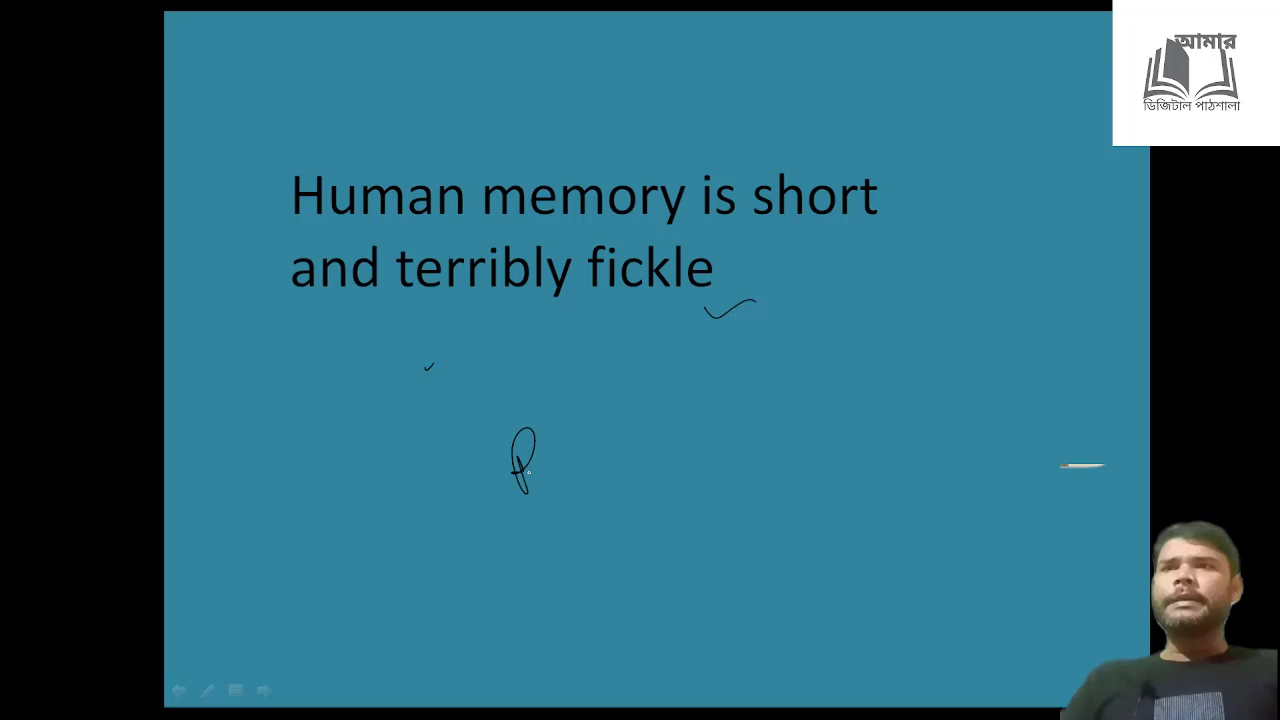 আমার
ডিজিটাল পাঠশালা
Human memory is short
and terribly fickle